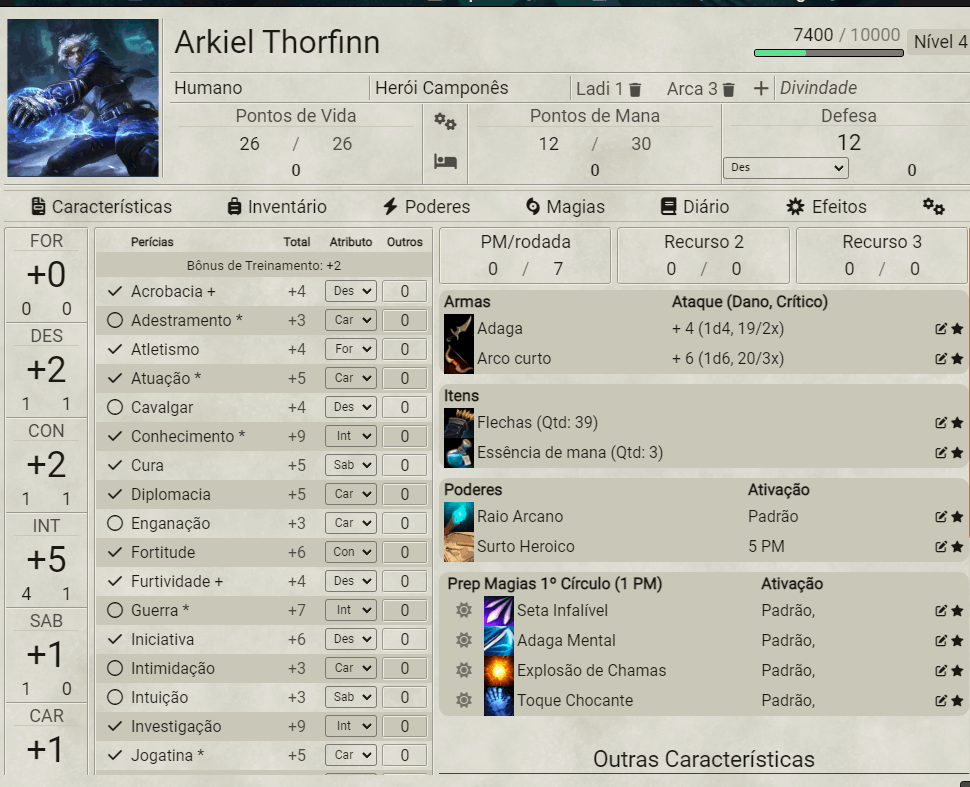 Arkiel Thorfinn
7400 / 10000
Nível 4
Humano
Herói Camponês
Ladi 1
Arca 3
+
Divindade
Pontos de Vida
26 / 26
0
Pontos de Mana
12 / 30
0
Defesa
12
Des
0
Características
Inventário
Poderes
Magias
Diário
Efeitos
FOR
+0
0 0
DES
+2
1 1
CON
+2
1 1
INT
+5
4 1
SAB
+1
1 0
CAR
+1
Perícias Total Atributo Outros
Bônus de Treinamento: +2
Acrobacia + +4 Des 0
Adestramento * +3 Car 0
Atletismo +4 For 0
Atuação * +5 Car 0
Cavalgar +4 Des 0
Conhecimento * +9 Int 0
Cura +5 Sab 0
Diplomacia +5 Car 0
Enganação +3 Car 0
Fortitude +6 Con 0
Furtividade + +4 Des 0
Guerra * +7 Int 0
Iniciativa +6 Des 0
Intimidação +3 Car 0
Intuição +3 Sab 0
Investigação +9 Int 0
Jogatina * +5 Car 0
PM/rodada
0 / 7
Recurso 2
0 / 0
Recurso 3
0 / 0
Armas Ataque (Dano, Crítico)
Adaga + 4 (1d4, 19/2x)
Arco curto + 6 (1d6, 20/3x)
Itens
Flechas (Qtd: 39)
Essência de mana (Qtd: 3)
Poderes Ativação
Raio Arcano Padrão
Surto Heroico 5 PM
Prep Magias 1º Círculo (1 PM) Ativação
Seta Infalível Padrão,
Adaga Mental Padrão,
Explosão de Chamas Padrão,
Toque Chocante Padrão,
Outras Características